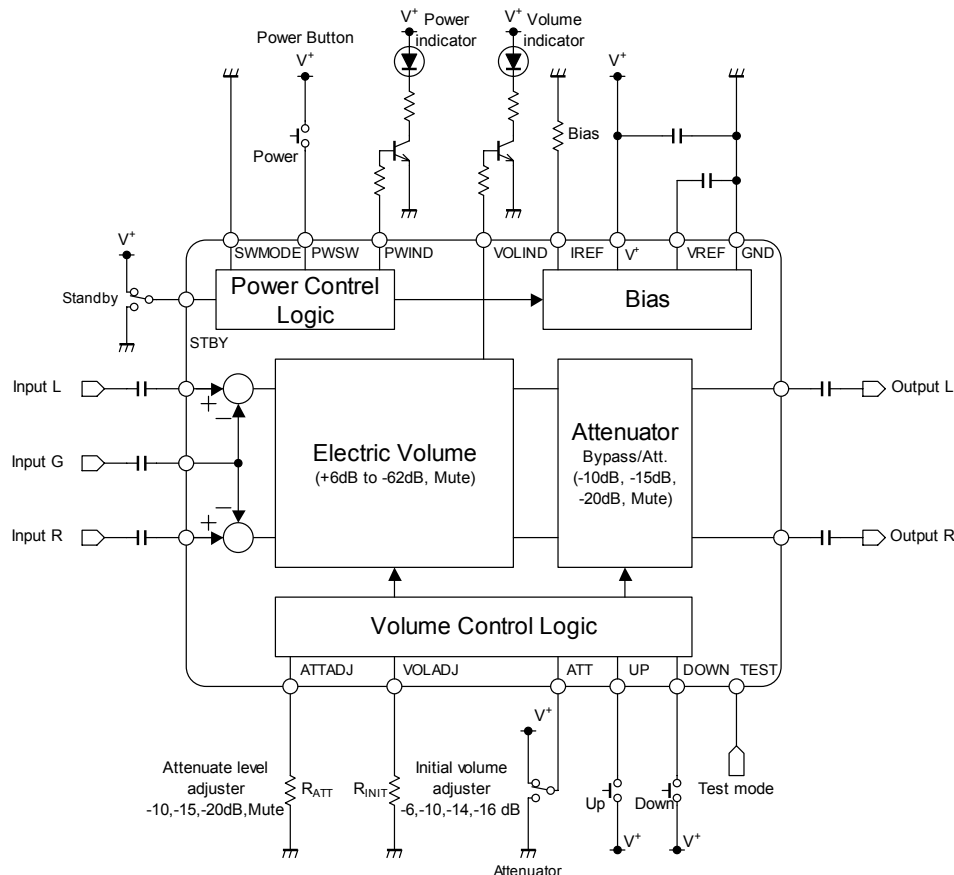 V+
Power
indicator
V+
Volume
indicator
Power Button
V+
V+
Power
Bias
SWMODE
PWSW
PWIND
VOLIND
IREF
V+
VREF
GND
V+
Standby
STBY
Power Contrel
Logic
Bias
Input L
+
−
Input G
−
+
Input R
Electric Volume
(+6dB to -62dB, Mute)
Attenuator
Bypass/Att.
(-10dB, -15dB,
-20dB, Mute)
Output L
Output R
Volume Control Logic
ATTADJ
VOLADJ
ATT
UP
DOWN
TEST
Attenuate level
adjuster
-10,-15,-20dB,Mute
RATT
RINIT
Initial volume
adjuster
-6,-10,-14,-16 dB
V+
Attenuator
Up
V+
Down
V+
Test mode